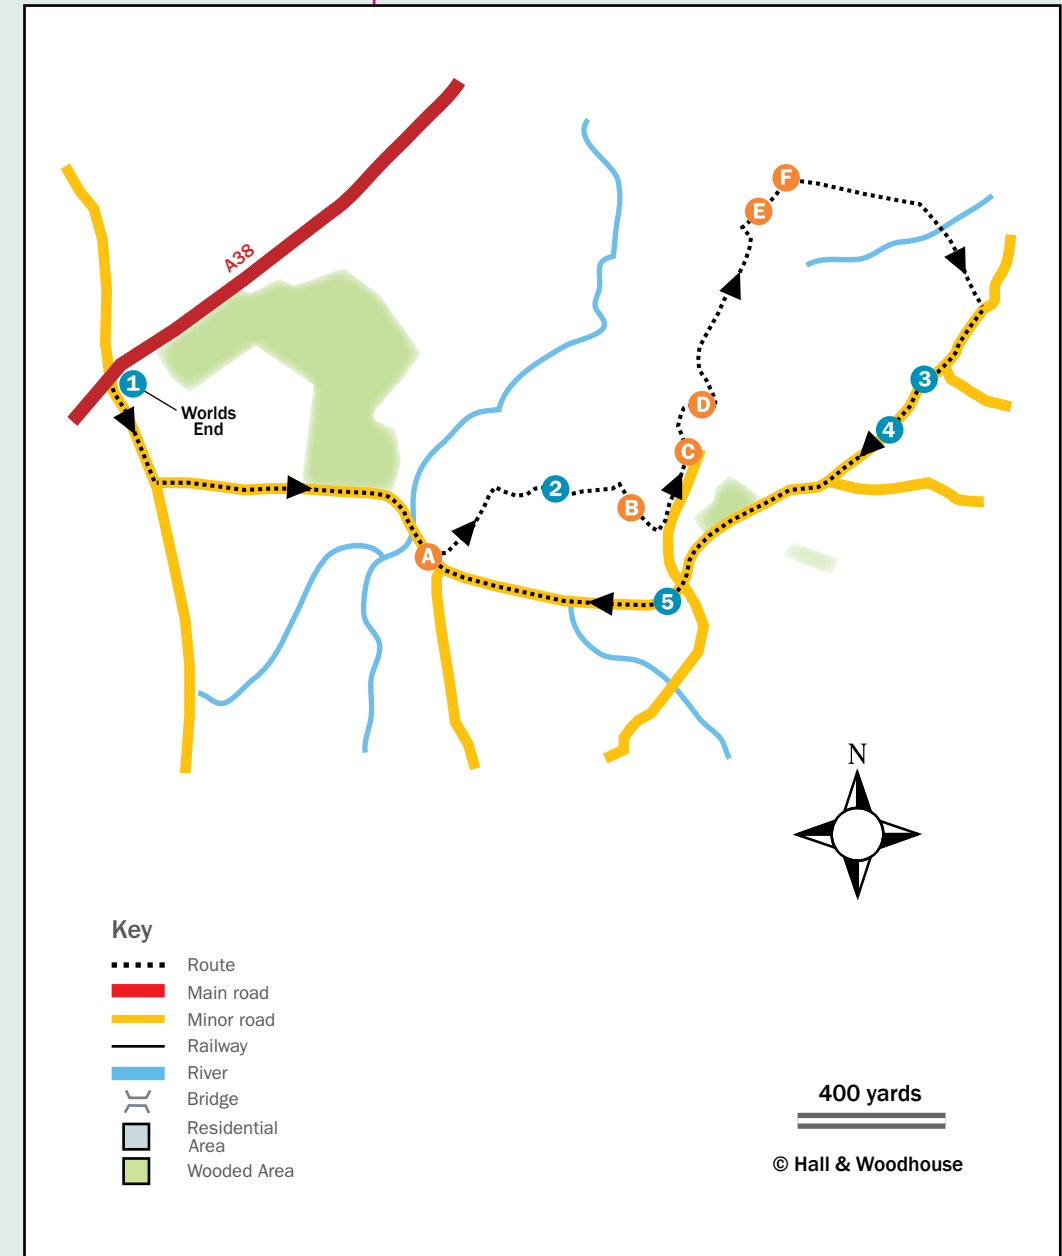 F
E
A38
3
1
Worlds
End
D
4
C
2
B
A
5
N
Key
Route
Main road
Minor road
Railway
River
Bridge
Residential
Area
Wooded Area
400 yards
© Hall & Woodhouse